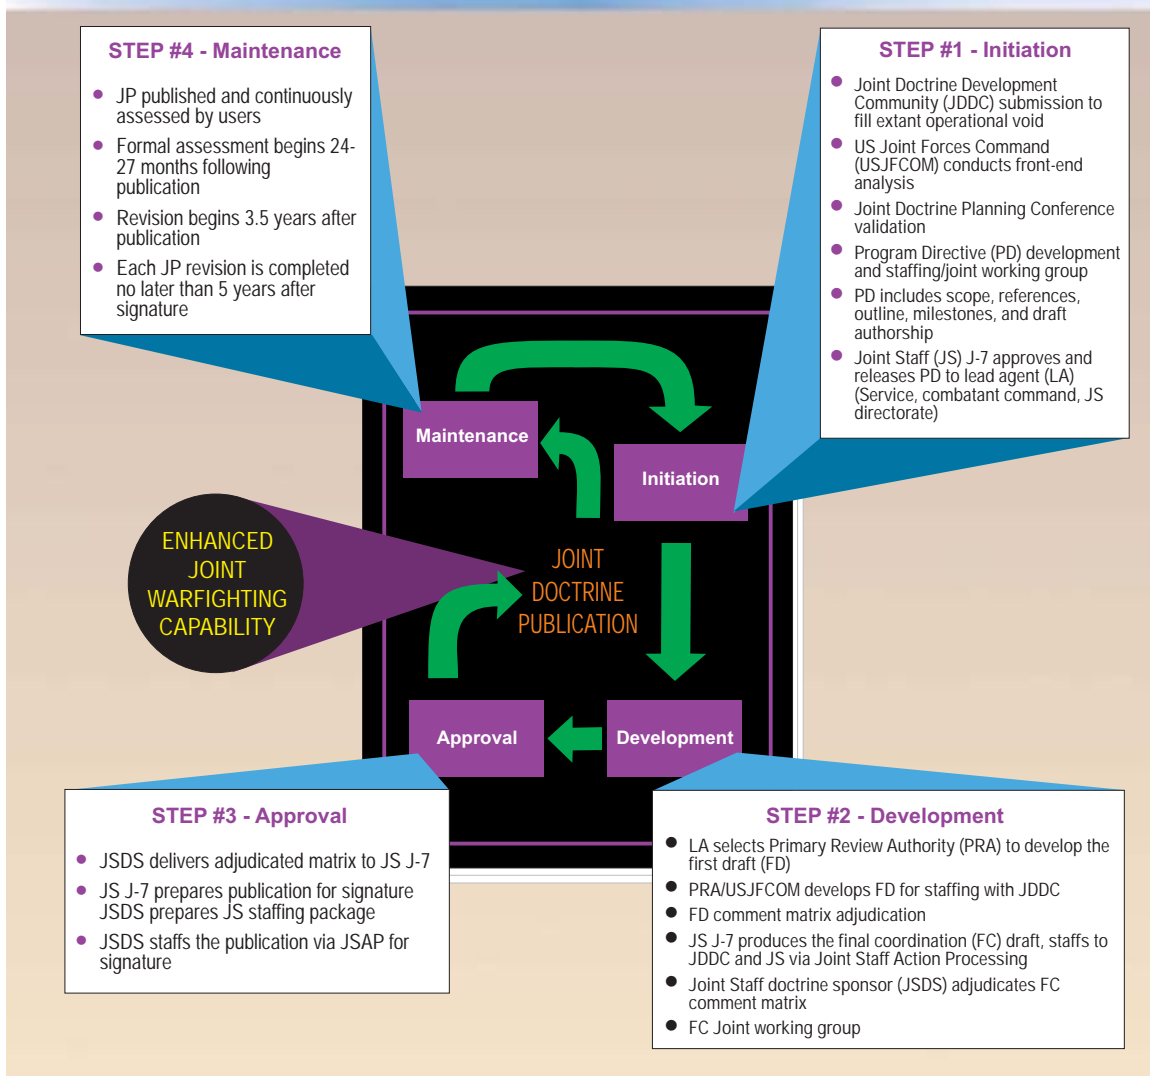 STEP #4 - Maintenance
JP published and continuously
assessed by users
Formal assessment begins 24-
27 months following
publication
Revision begins 3.5 years after
publication
Each JP revision is completed
no later than 5 years after
signature
STEP #1 - Initiation
Joint Doctrine Development
Community (JDDC) submission to
fill extant operational void
US Joint Forces Command
(USJFCOM) conducts front-end
analysis
Joint Doctrine Planning Conference
validation
Program Directive (PD) development
and staffing/joint working group
PD includes scope, references,
outline, milestones, and draft
authorship
Joint Staff (JS) J-7 approves and
releases PD to lead agent (LA)
(Service, combatant command, JS
directorate)
Maintenance
Initiation
ENHANCED
JOINT
WARFIGHTING
CAPABILITY
JOINT
DOCTRINE
PUBLICATION
Approval
Development
STEP #3 - Approval
JSDS delivers adjudicated matrix to JS J-7
JS J-7 prepares publication for signature
JSDS prepares JS staffing package
JSDS staffs the publication via JSAP for
signature
STEP #2 - Development
LA selects Primary Review Authority (PRA) to develop the
first draft (FD)
PRA/USJFCOM develops FD for staffing with JDDC
FD comment matrix adjudication
JS J-7 produces the final coordination (FC) draft, staffs to
JDDC and JS via Joint Staff Action Processing
Joint Staff doctrine sponsor (JSDS) adjudicates FC
comment matrix
FC Joint working group